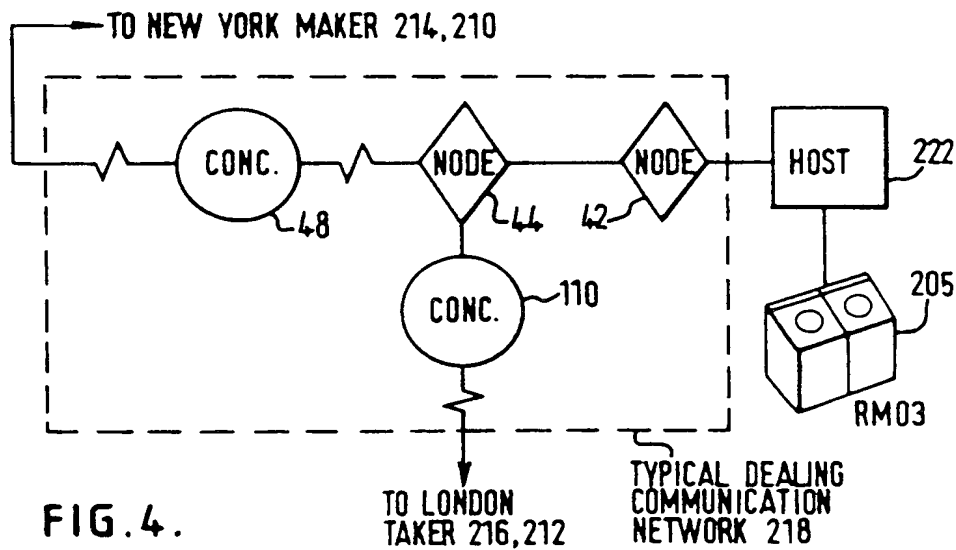 TO NEW YORK MAKER 214,210
CONC.
48
NODE
44
NODE
42
HOST
222
CONC.
110
205
RM03
TO LONDON
TAKER 216,212
TYPICAL DEALING
COMMUNICATION
NETWORK 218
FIG.4.